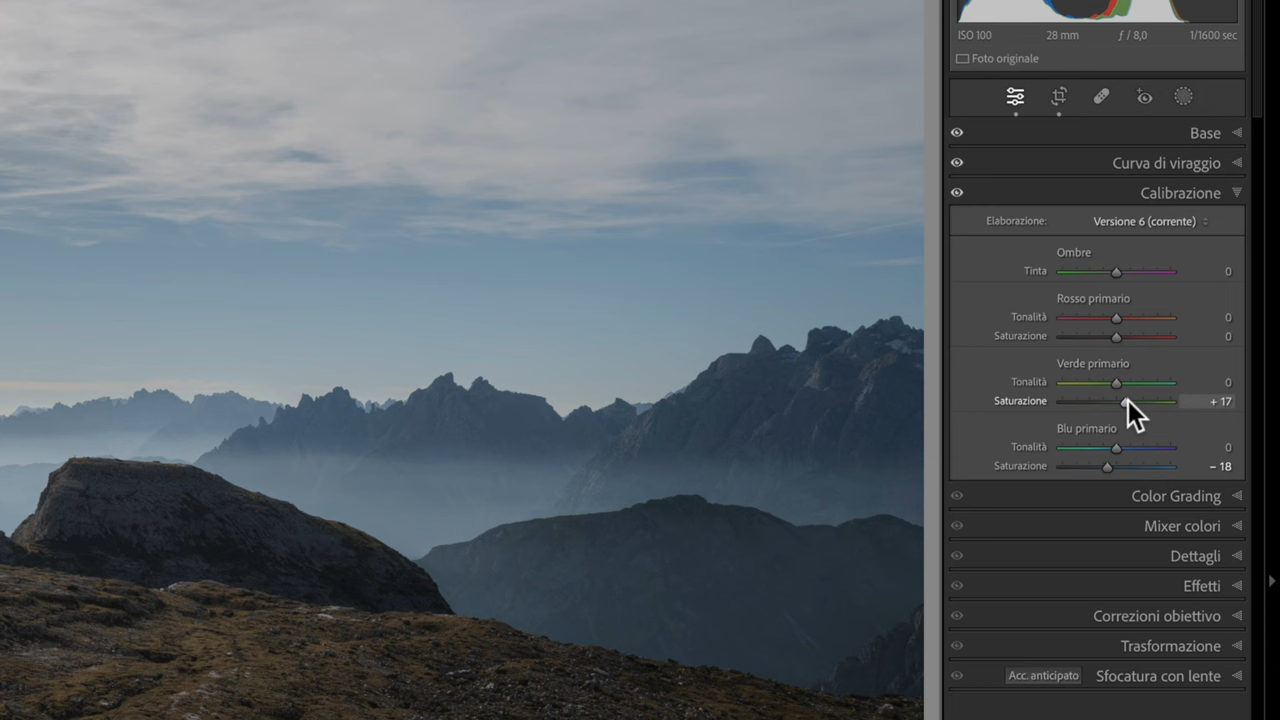 ISO 100 28 mm ƒ / 8,0 1/1600 sec
Foto originale
Base
Curva di viraggio
Calibrazione
Elaborazione: Versione 6 (corrente)
Ombre
Tinta 0
Rosso primario
Tonalità 0
Saturazione 0
Verde primario
Tonalità 0
Saturazione + 17
Blu primario
Tonalità 0
Saturazione – 18
Color Grading
Mixer colori
Dettagli
Effetti
Correzioni obiettivo
Trasformazione
Acc. anticipato Sfocatura con lente